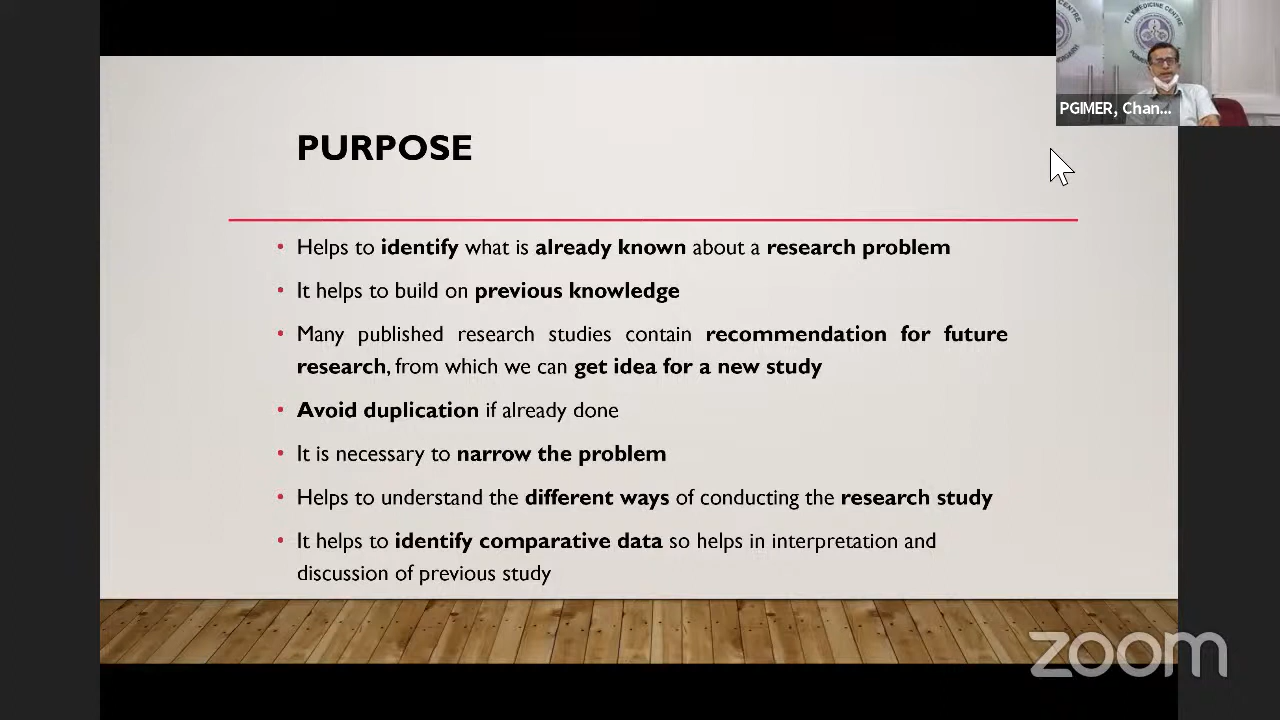 TELEMEDICINE CENTRE
PGIMER, Chan...
PURPOSE
• Helps to identify what is already known about a research problem
• It helps to build on previous knowledge
• Many published research studies contain recommendation for future
research, from which we can get idea for a new study
• Avoid duplication if already done
• It is necessary to narrow the problem
• Helps to understand the different ways of conducting the research study
• It helps to identify comparative data so helps in interpretation and
discussion of previous study
zoom